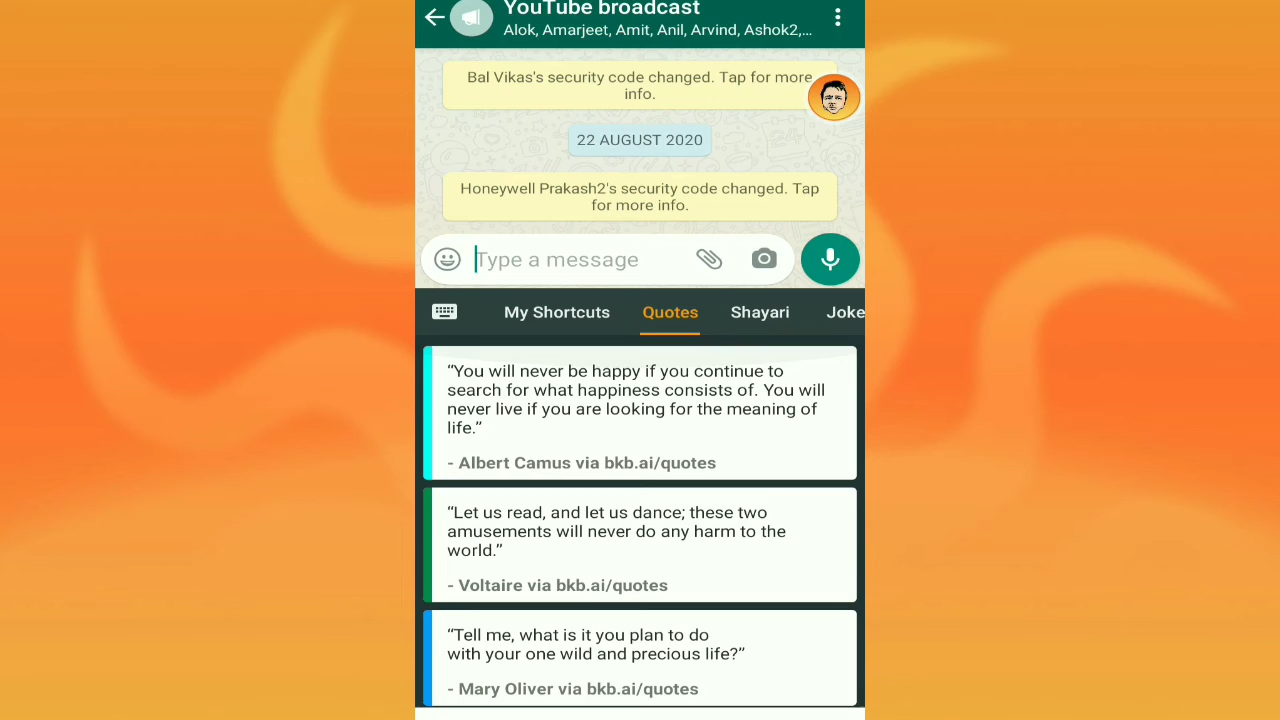 YouTube broadcast
Alok, Amarjeet, Amit, Anil, Arvind, Ashok2,...
Bal Vikas's security code changed. Tap for more
info.
22 AUGUST 2020
Honeywell Prakash2's security code changed. Tap
for more info.
Type a message
My Shortcuts Quotes Shayari Joke
“You will never be happy if you continue to
search for what happiness consists of. You will
never live if you are looking for the meaning of
life.”
- Albert Camus via bkb.ai/quotes
“Let us read, and let us dance; these two
amusements will never do any harm to the
world.”
- Voltaire via bkb.ai/quotes
“Tell me, what is it you plan to do
with your one wild and precious life?”
- Mary Oliver via bkb.ai/quotes